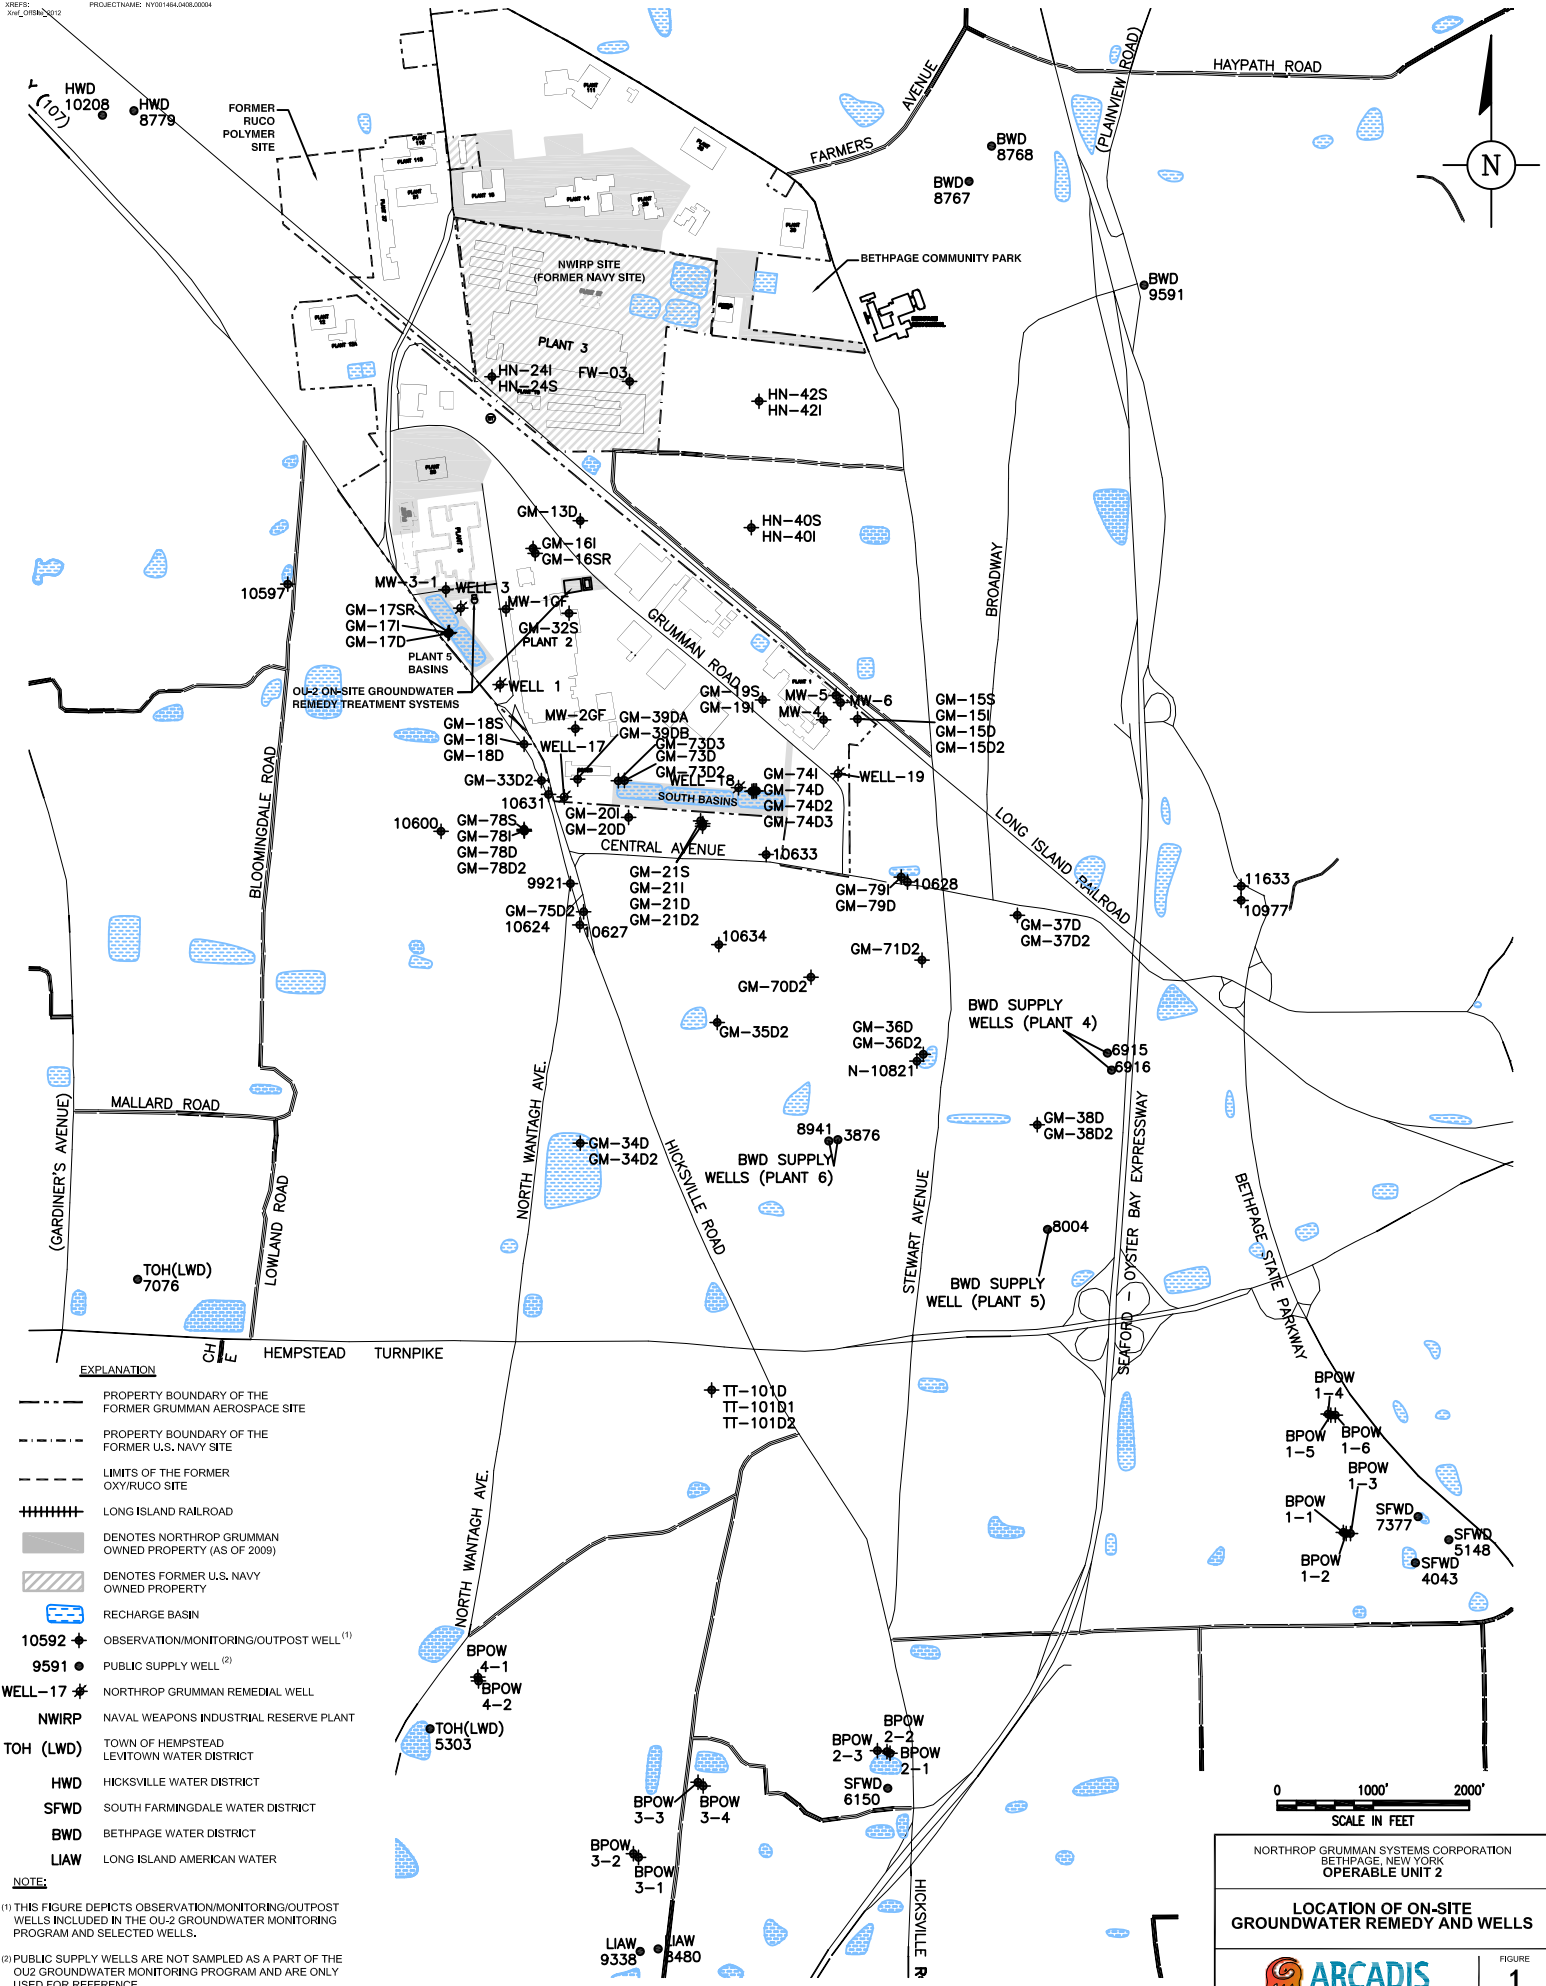 XREFS:
PROJECTNAME: NY001464.0408.00004
HWD
10208
HWD
8779
Y (107)
FORMER
RUCO
POLYMER
SITE
PLANT
111
FARMERS
AVENUE
(PLAINVIEW ROAD)
HAYPATH ROAD
N
BWD
8768
BWD
8767
BWD
9591
BETHPAGE COMMUNITY PARK
NWIRP SITE
(FORMER NAVY SITE)
PLANT 3
HN-24I
HN-24S
FW-03
HN-42S
HN-42I
HN-40S
HN-40I
GM-13D
GM-16I
GM-16SR
PLANT 5
10597
MW-3-1
WELL 3
GM-17SR
GM-17I
GM-17D
MW-1GF
GM-32S
PLANT 2
PLANT 5
BASINS
OU-2 ON-SITE GROUNDWATER
REMEDY TREATMENT SYSTEMS
WELL 1
GRUMMAN ROAD
BROADWAY
PLANT 1
GM-19S
GM-19I
MW-5
MW-6
MW-4
GM-15S
GM-15I
GM-15D
GM-15D2
GM-18S
GM-18I
GM-18D
MW-2GF
GM-39DA
GM-39DB
WELL-17
GM-73D3
GM-73D
GM-73D2
GM-33D2
WELL-18
GM-74I
GM-74D
GM-74D2
GM-74D3
WELL-19
SOUTH BASINS
10631
GM-20I
GM-20D
10600
GM-78S
GM-78I
GM-78D
GM-78D2
CENTRAL AVENUE
10633
LONG ISLAND RAILROAD
BLOOMINGDALE ROAD
9921
GM-21S
GM-21I
GM-21D
GM-21D2
GM-79I
GM-79D
10628
11633
10977
GM-75D2
10624
10627
GM-37D
GM-37D2
10634
GM-71D2
GM-70D2
BWD SUPPLY
WELLS (PLANT 4)
GM-35D2
GM-36D
GM-36D2
N-10821
6915
6916
MALLARD ROAD
(GARDINER'S AVENUE)
LOWLAND ROAD
NORTH WANTAGH AVE.
GM-34D
GM-34D2
HICKSVILLE ROAD
8941
3876
BWD SUPPLY
WELLS (PLANT 6)
GM-38D
GM-38D2
STEWART AVENUE
SEAFORD - OYSTER BAY EXPRESSWAY
BETHPAGE STATE PARKWAY
8004
BWD SUPPLY
WELL (PLANT 5)
TOH(LWD)
7076
HEMPSTEAD TURNPIKE
CH
E
TT-101D
TT-101D1
TT-101D2
BPOW
1-4
BPOW
1-5
BPOW
1-6
BPOW
1-3
BPOW
1-1
BPOW
1-2
SFWD
7377
SFWD
5148
SFWD
4043
NORTH WANTAGH AVE.
BPOW
4-1
BPOW
4-2
TOH(LWD)
5303
BPOW
2-2
BPOW
2-3
BPOW
2-1
SFWD
6150
BPOW
3-3
BPOW
3-4
BPOW
3-2
BPOW
3-1
LIAW
9338
LIAW
8480
HICKSVILLE R
EXPLANATION
PROPERTY BOUNDARY OF THE
FORMER GRUMMAN AEROSPACE SITE
PROPERTY BOUNDARY OF THE
FORMER U.S. NAVY SITE
LIMITS OF THE FORMER
OXY/RUCO SITE
LONG ISLAND RAILROAD
DENOTES NORTHROP GRUMMAN
OWNED PROPERTY (AS OF 2009)
DENOTES FORMER U.S. NAVY
OWNED PROPERTY
RECHARGE BASIN
10592 OBSERVATION/MONITORING/OUTPOST WELL (1)
9591 PUBLIC SUPPLY WELL (2)
WELL-17 NORTHROP GRUMMAN REMEDIAL WELL
NWIRP NAVAL WEAPONS INDUSTRIAL RESERVE PLANT
TOH (LWD) TOWN OF HEMPSTEAD
LEVITOWN WATER DISTRICT
HWD HICKSVILLE WATER DISTRICT
SFWD SOUTH FARMINGDALE WATER DISTRICT
BWD BETHPAGE WATER DISTRICT
LIAW LONG ISLAND AMERICAN WATER
NOTE:
(1) THIS FIGURE DEPICTS OBSERVATION/MONITORING/OUTPOST
WELLS INCLUDED IN THE OU-2 GROUNDWATER MONITORING
PROGRAM AND SELECTED WELLS.
(2) PUBLIC SUPPLY WELLS ARE NOT SAMPLED AS A PART OF THE
OU2 GROUNDWATER MONITORING PROGRAM AND ARE ONLY
USED FOR REFERENCE
0 1000' 2000'
SCALE IN FEET
NORTHROP GRUMMAN SYSTEMS CORPORATION
BETHPAGE, NEW YORK
OPERABLE UNIT 2
LOCATION OF ON-SITE
GROUNDWATER REMEDY AND WELLS
ARCADIS
FIGURE
1